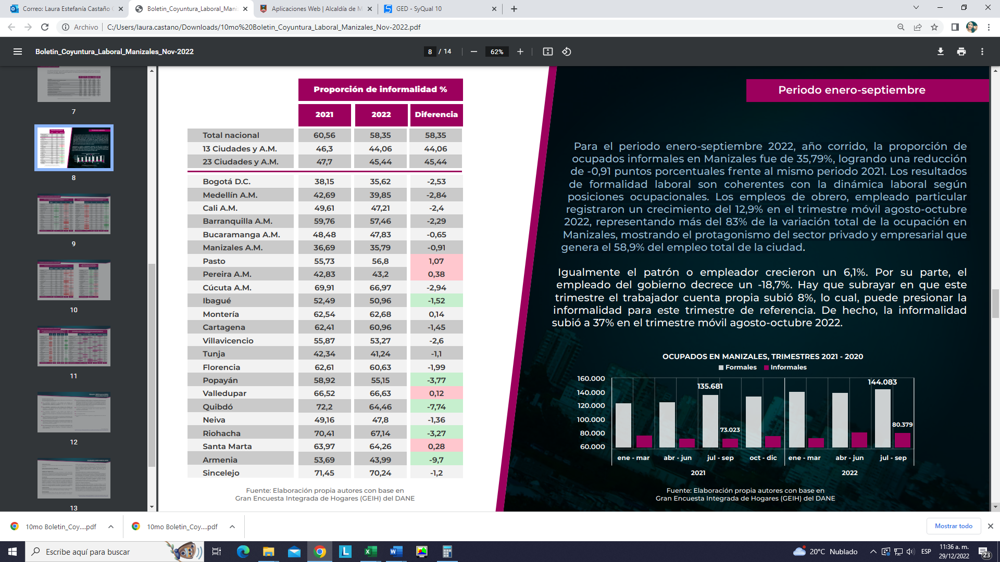 Correo: Laura Estefanía Castaño
Boletin_Coyuntura_Laboral_Mani
Aplicaciones Web | Alcaldía de M
GED - SyQual 10
Archivo
C:/Users/laura.castano/Downloads/10mo%20Boletin_Coyuntura_Laboral_Manizales_Nov-2022.pdf
Boletin_Coyuntura_Laboral_Manizales_Nov-2022
8 / 14
62%
7
8
9
10
11
12
13
Proporción de informalidad %
2021 2022 Diferencia
Total nacional 60,56 58,35 58,35
13 Ciudades y A.M. 46,3 44,06 44,06
23 Ciudades y A.M. 47,7 45,44 45,44
Bogotá D.C. 38,15 35,62 -2,53
Medellín A.M. 42,69 39,85 -2,84
Cali A.M. 49,61 47,21 -2,4
Barranquilla A.M. 59,76 57,46 -2,29
Bucaramanga A.M. 48,48 47,83 -0,65
Manizales A.M. 36,69 35,79 -0,91
Pasto 55,73 56,8 1,07
Pereira A.M. 42,83 43,2 0,38
Cúcuta A.M. 69,91 66,97 -2,94
Ibagué 52,49 50,96 -1,52
Montería 62,54 62,68 0,14
Cartagena 62,41 60,96 -1,45
Villavicencio 55,87 53,27 -2,6
Tunja 42,34 41,24 -1,1
Florencia 62,61 60,63 -1,99
Popayán 58,92 55,15 -3,77
Valledupar 66,52 66,63 0,12
Quibdó 72,2 64,46 -7,74
Neiva 49,16 47,8 -1,36
Riohacha 70,41 67,14 -3,27
Santa Marta 63,97 64,26 0,28
Armenia 53,69 43,99 -9,7
Sincelejo 71,45 70,24 -1,2
Fuente: Elaboración propia autores con base en
Gran Encuesta Integrada de Hogares (GEIH) del DANE
Periodo enero-septiembre
Para el periodo enero-septiembre 2022, año corrido, la proporción de
ocupados informales en Manizales fue de 35,79%, logrando una reducción
de -0,91 puntos porcentuales frente al mismo periodo 2021. Los resultados
de formalidad laboral son coherentes con la dinámica laboral según
posiciones ocupacionales. Los empleos de obrero, empleado particular
registraron un crecimiento del 12,9% en el trimestre móvil agosto-octubre
2022, representando más del 83% de la variación total de la ocupación en
Manizales, mostrando el protagonismo del sector privado y empresarial que
genera el 58,9% del empleo total de la ciudad.
Igualmente el patrón o empleador crecieron un 6,1%. Por su parte, el
empleado del gobierno decrece un -18,7%. Hay que subrayar en que este
trimestre el trabajador cuenta propia subió 8%, lo cual, puede presionar la
informalidad para este trimestre de referencia. De hecho, la informalidad
subió a 37% en el trimestre móvil agosto-octubre 2022.
OCUPADOS EN MANIZALES, TRIMESTRES 2021 - 2020
Formales Informales
160.000
140.000
120.000
100.000
80.000
60.000
135.681
73.023
144.083
80.379
ene - mar abr - jun jul - sep oct - dic ene - mar abr - jun jul - sep
2021 2022
Fuente: Elaboración propia autores con base en
Gran Encuesta Integrada de Hogares (GEIH) del DANE
10mo Boletin_Coy....pdf
10mo Boletin_Coy....pdf
Mostrar todo
Escribe aquí para buscar
20°C Nublado
ESP
11:36 a. m.
29/12/2022
23